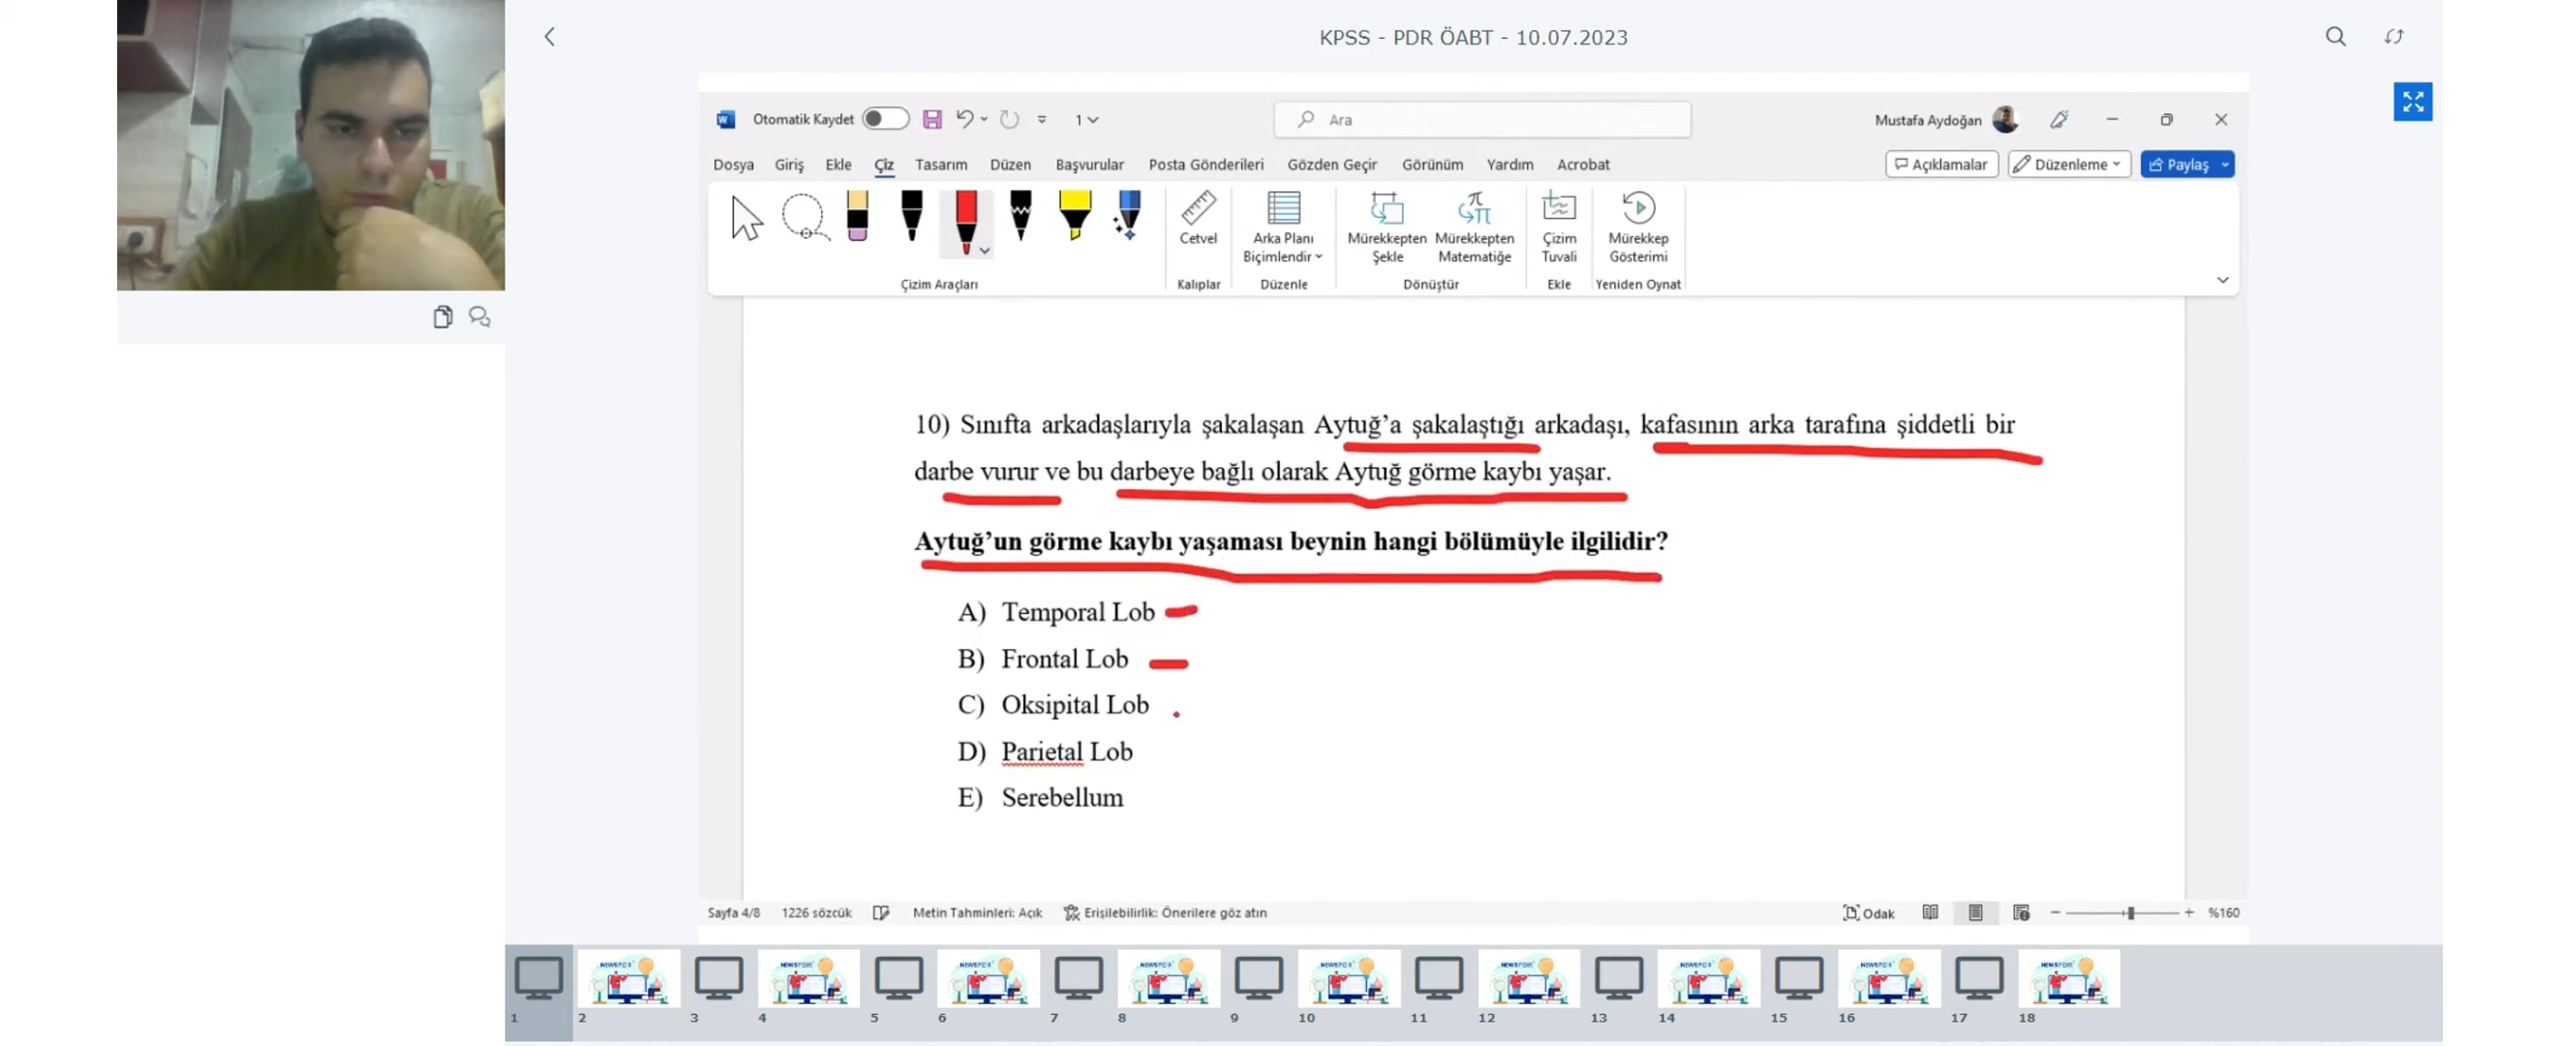 KPSS - PDR ÖABT - 10.07.2023
Otomatik Kaydet
1
Ara
Mustafa Aydoğan
Dosya Giriş Ekle Çiz Tasarım Düzen Başvurular Posta Gönderileri Gözden Geçir Görünüm Yardım Acrobat
Açıklamalar Düzenleme Paylaş
Cetvel
Arka Planı Biçimlendir
Mürekkepten Şekle
Mürekkepten Matematiğe
Çizim Tuvali
Mürekkep Gösterimi
Çizim Araçları Kalıplar Düzenle Dönüştür Ekle Yeniden Oynat
10) Sınıfta arkadaşlarıyla şakalaşan Aytuğ’a şakalaştığı arkadaşı, kafasının arka tarafına şiddetli bir
darbe vurur ve bu darbeye bağlı olarak Aytuğ görme kaybı yaşar.
Aytuğ’un görme kaybı yaşaması beynin hangi bölümüyle ilgilidir?
A) Temporal Lob
B) Frontal Lob
C) Oksipital Lob
D) Parietal Lob
E) Serebellum
Sayfa 4/8 1226 sözcük Metin Tahminleri: Açık Erişilebilirlik: Önerilere göz atın Odak %160
1 2 3 4 5 6 7 8 9 10 11 12 13 14 15 16 17 18